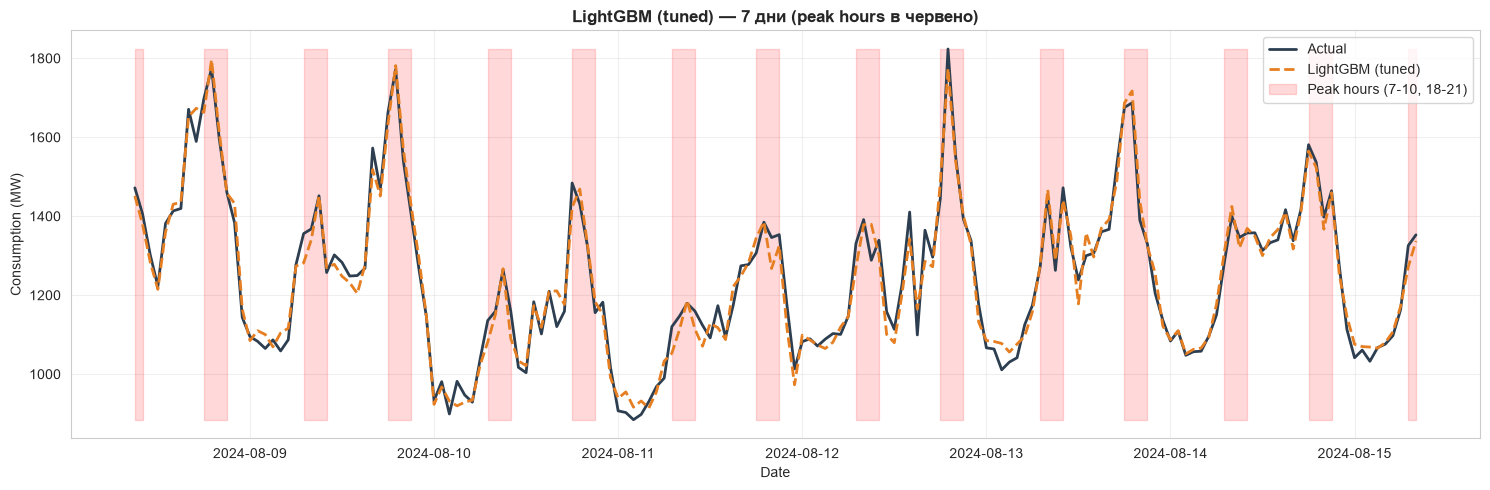 LightGBM (tuned) — 7 дни (peak hours в червено)
Consumption (MW)
1800
1600
1400
1200
1000
Actual
LightGBM (tuned)
Peak hours (7-10, 18-21)
2024-08-09
2024-08-10
2024-08-11
2024-08-12
2024-08-13
2024-08-14
2024-08-15
Date